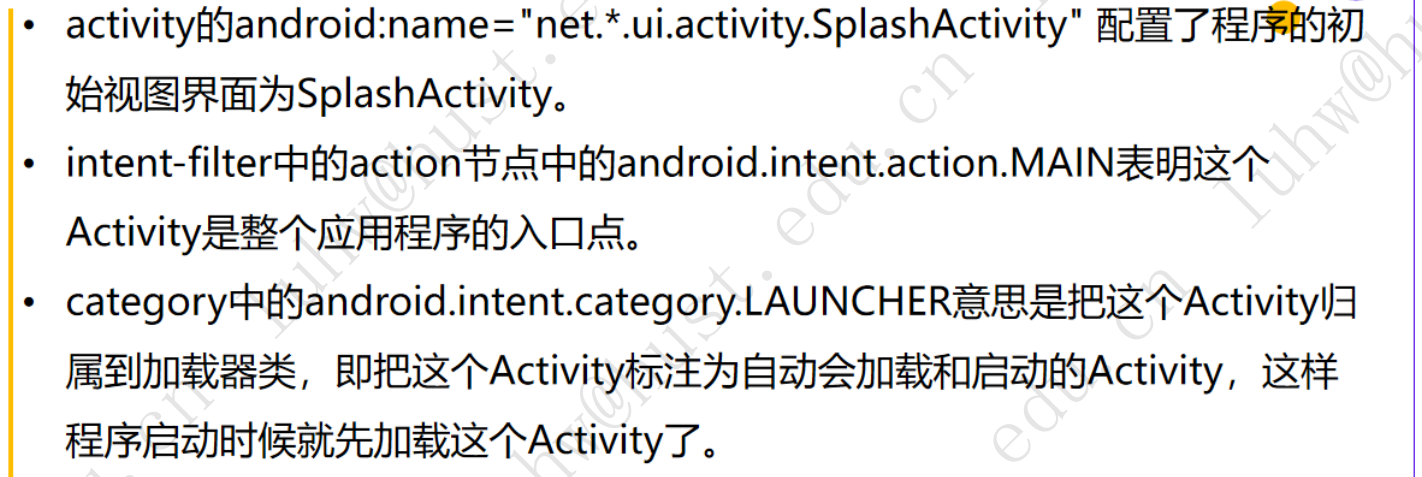 • activity的android:name="net.*.ui.activity.SplashActivity" 配置了程序的初
始视图界面为SplashActivity。
• intent-filter中的action节点中的android.intent.action.MAIN表明这个
Activity是整个应用程序的入口点。
• category中的android.intent.category.LAUNCHER意思是把这个Activity归
属到加载器类，即把这个Activity标注为自动会加载和启动的Activity，这样
程序启动时候就先加载这个Activity了。
luhw@hust.edu.cn